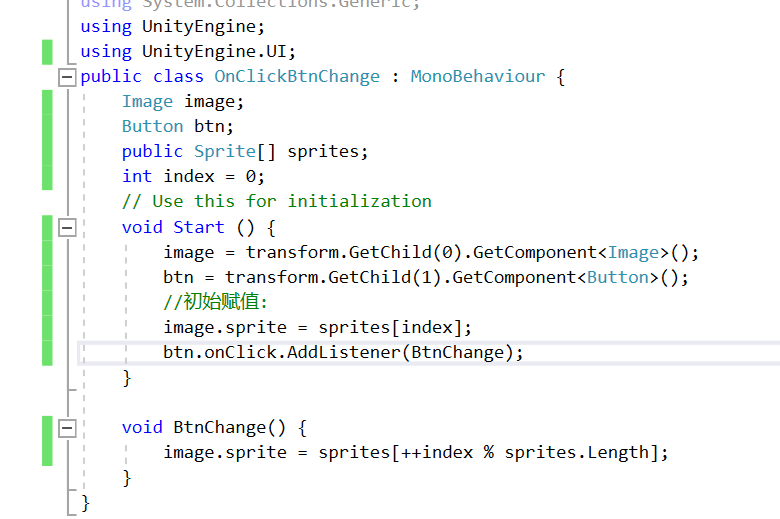 using System.Collections.Generic;
using UnityEngine;
using UnityEngine.UI;
public class OnClickBtnChange : MonoBehaviour {
Image image;
Button btn;
public Sprite[] sprites;
int index = 0;
// Use this for initialization
void Start () {
image = transform.GetChild(0).GetComponent<Image>();
btn = transform.GetChild(1).GetComponent<Button>();
//初始赋值:
image.sprite = sprites[index];
btn.onClick.AddListener(BtnChange);
}
void BtnChange() {
image.sprite = sprites[++index % sprites.Length];
}
}